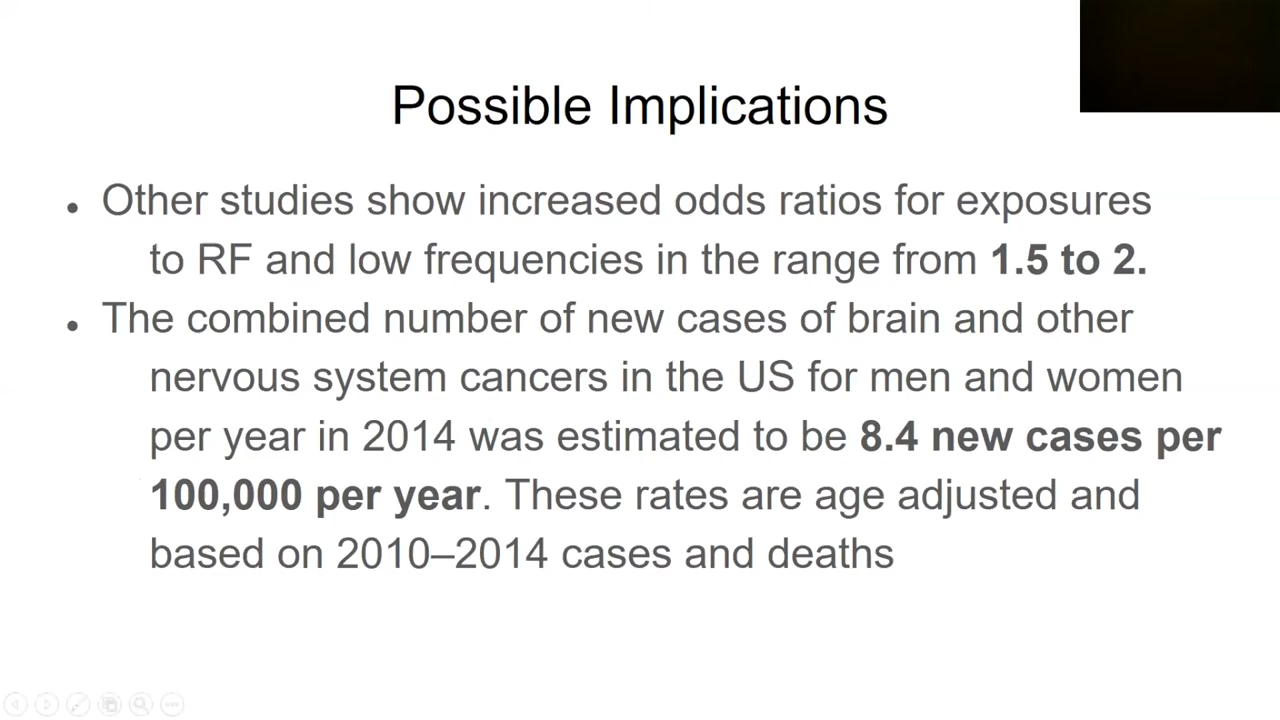 Possible Implications
• Other studies show increased odds ratios for exposures
to RF and low frequencies in the range from 1.5 to 2.
• The combined number of new cases of brain and other
nervous system cancers in the US for men and women
per year in 2014 was estimated to be 8.4 new cases per
100,000 per year. These rates are age adjusted and
based on 2010–2014 cases and deaths